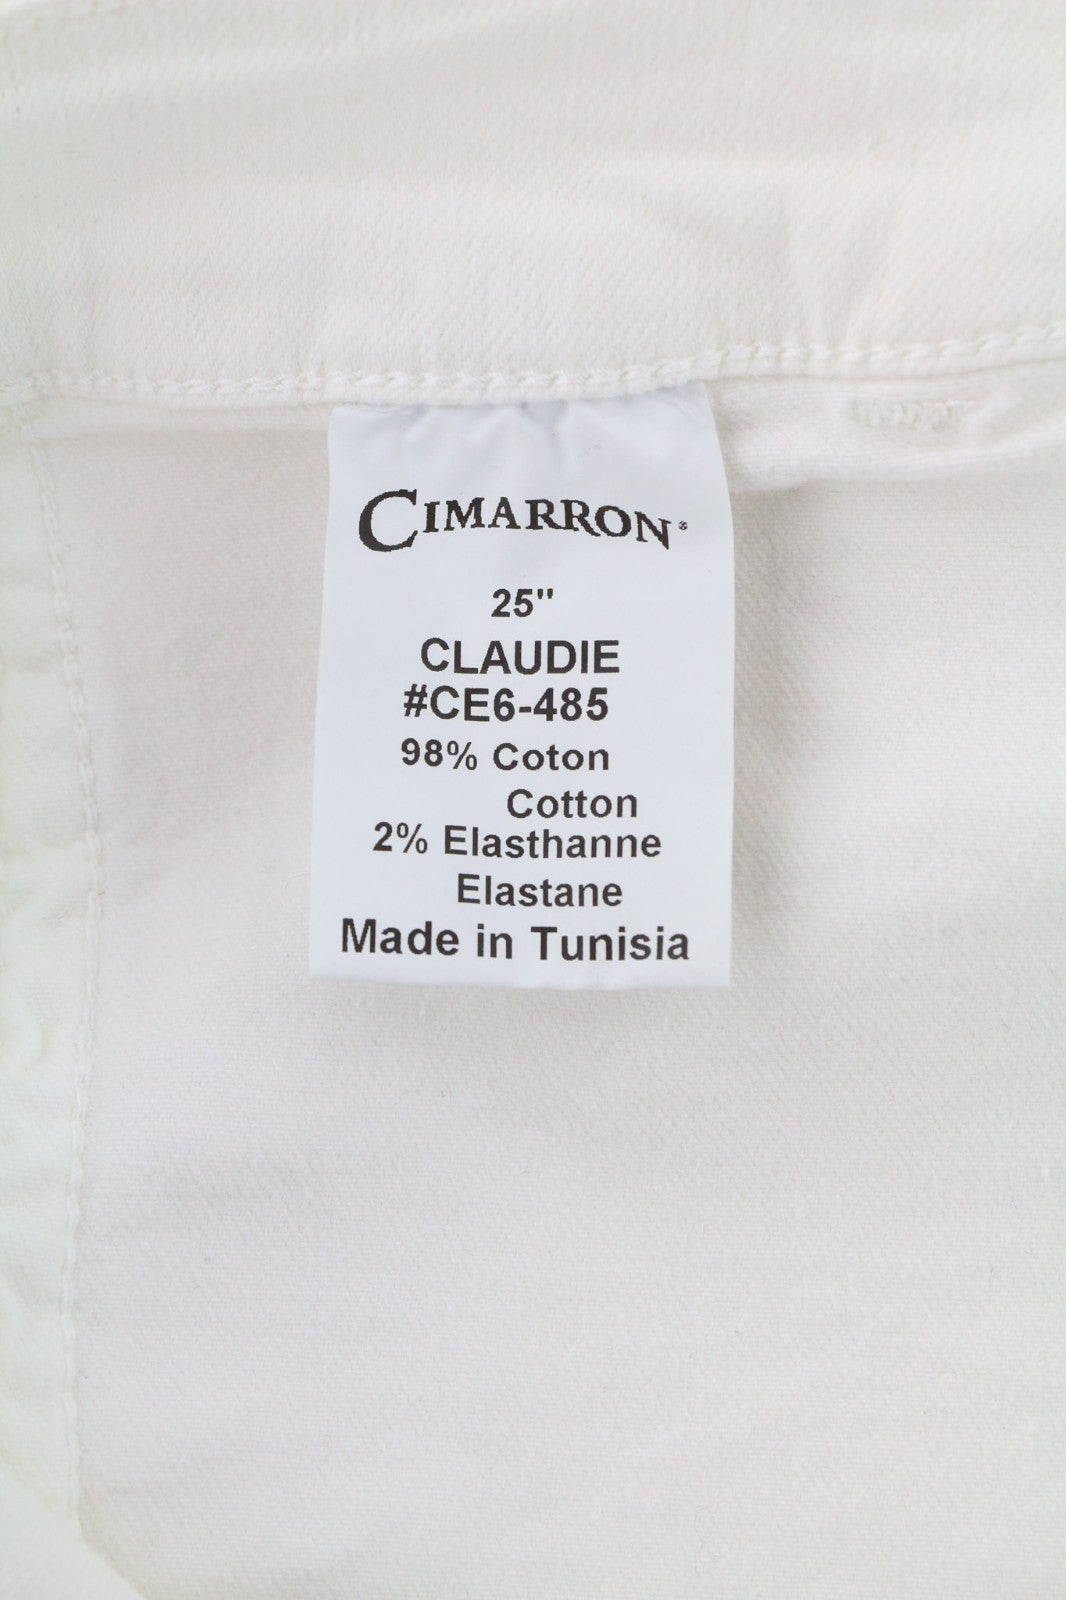 CIMARRON®
25"
CLAUDIE
#CE6-485
98% Coton
Cotton
2% Elasthanne
Elastane
Made in Tunisia